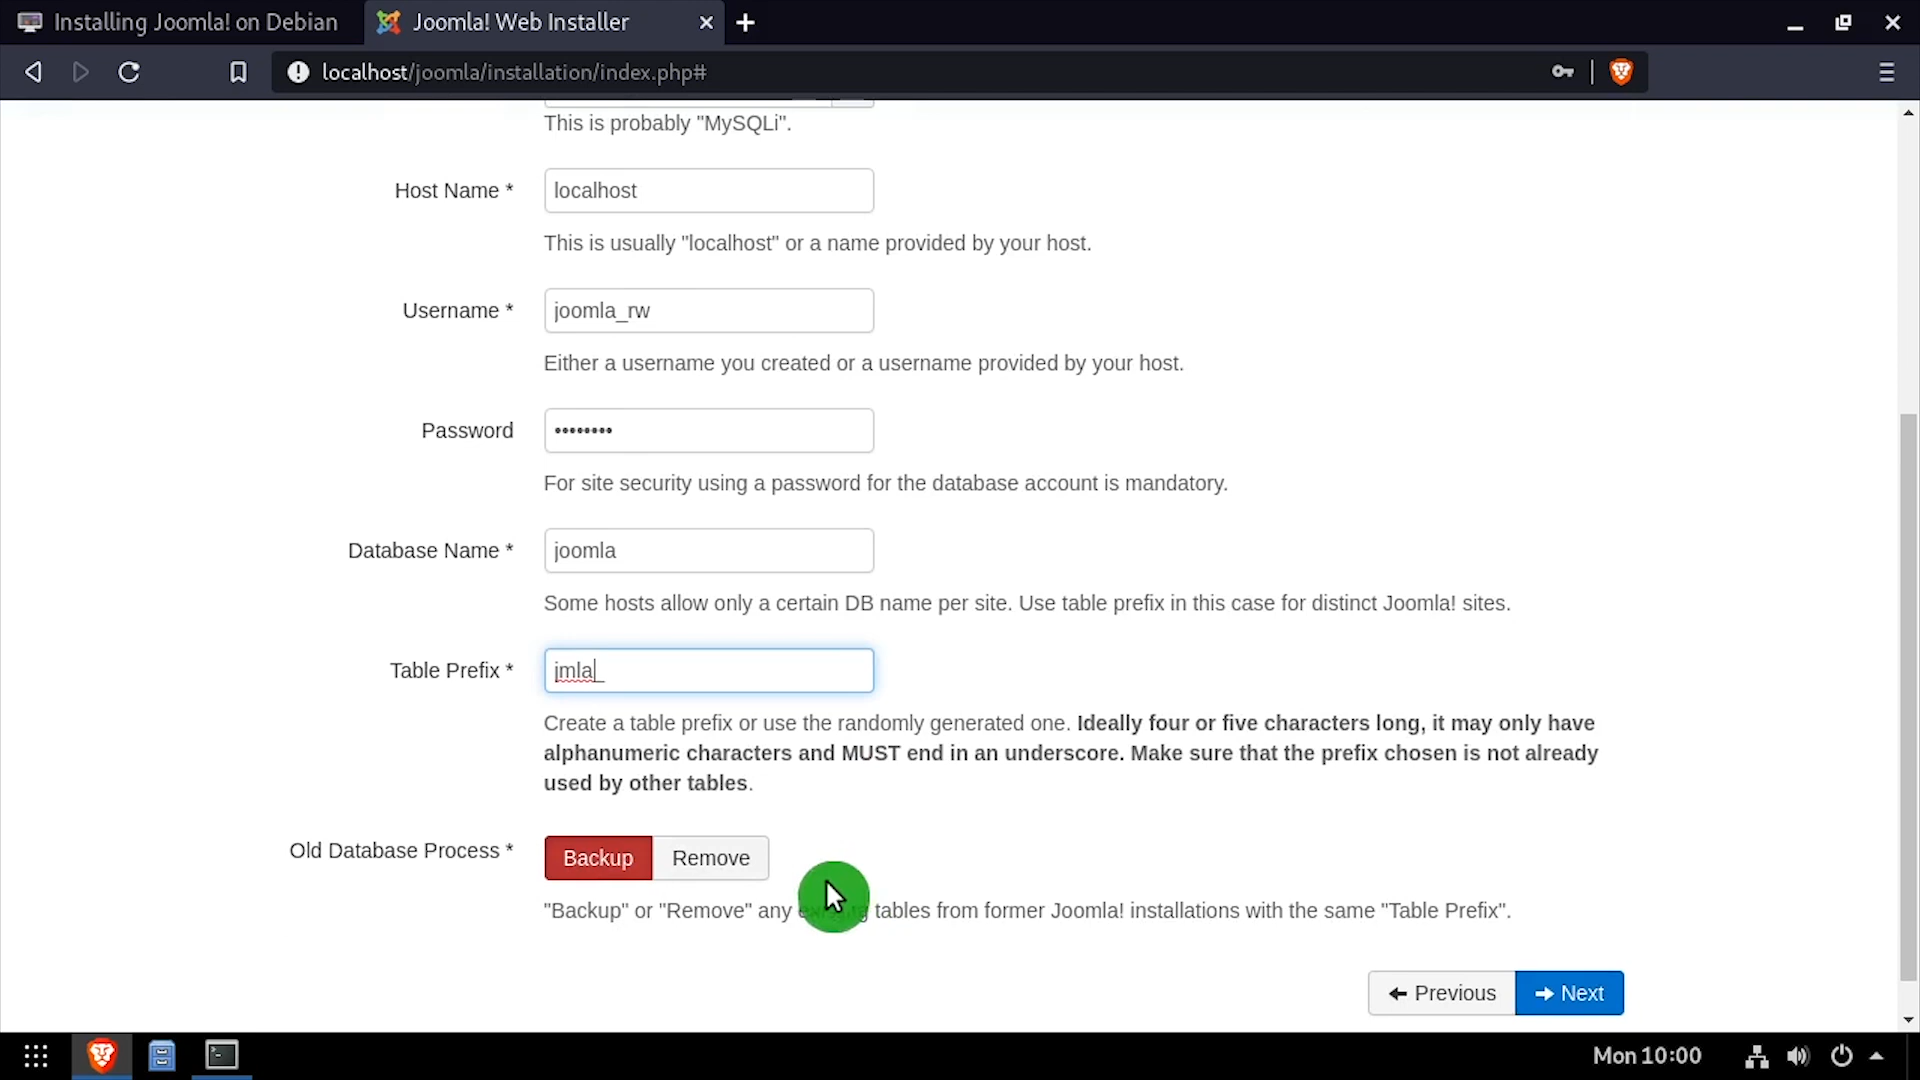 Installing Joomla! on Debian
Joomla! Web Installer
localhost/joomla/installation/index.php#
This is probably "MySQLi".
Host Name *
localhost
This is usually "localhost" or a name provided by your host.
Username *
joomla_rw
Either a username you created or a username provided by your host.
Password
••••••••
For site security using a password for the database account is mandatory.
Database Name *
joomla
Some hosts allow only a certain DB name per site. Use table prefix in this case for distinct Joomla! sites.
Table Prefix *
jmla_
Create a table prefix or use the randomly generated one. Ideally four or five characters long, it may only have
alphanumeric characters and MUST end in an underscore. Make sure that the prefix chosen is not already
used by other tables.
Old Database Process *
Backup
Remove
"Backup" or "Remove" any existing tables from former Joomla! installations with the same "Table Prefix".
Previous
Next
Mon 10:00